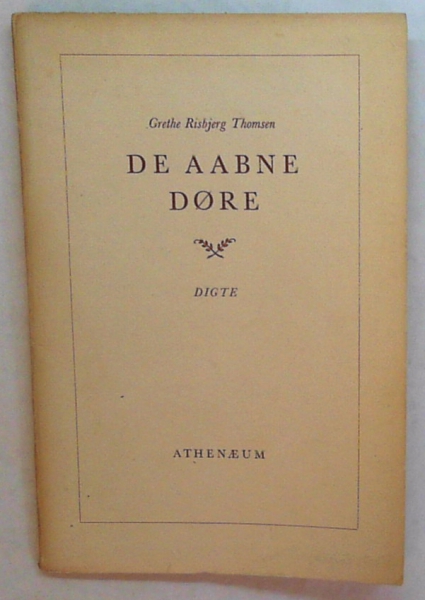 Grethe Risbjerg Thomsen
DE AABNE
DØRE
DIGTE
ATHENÆUM